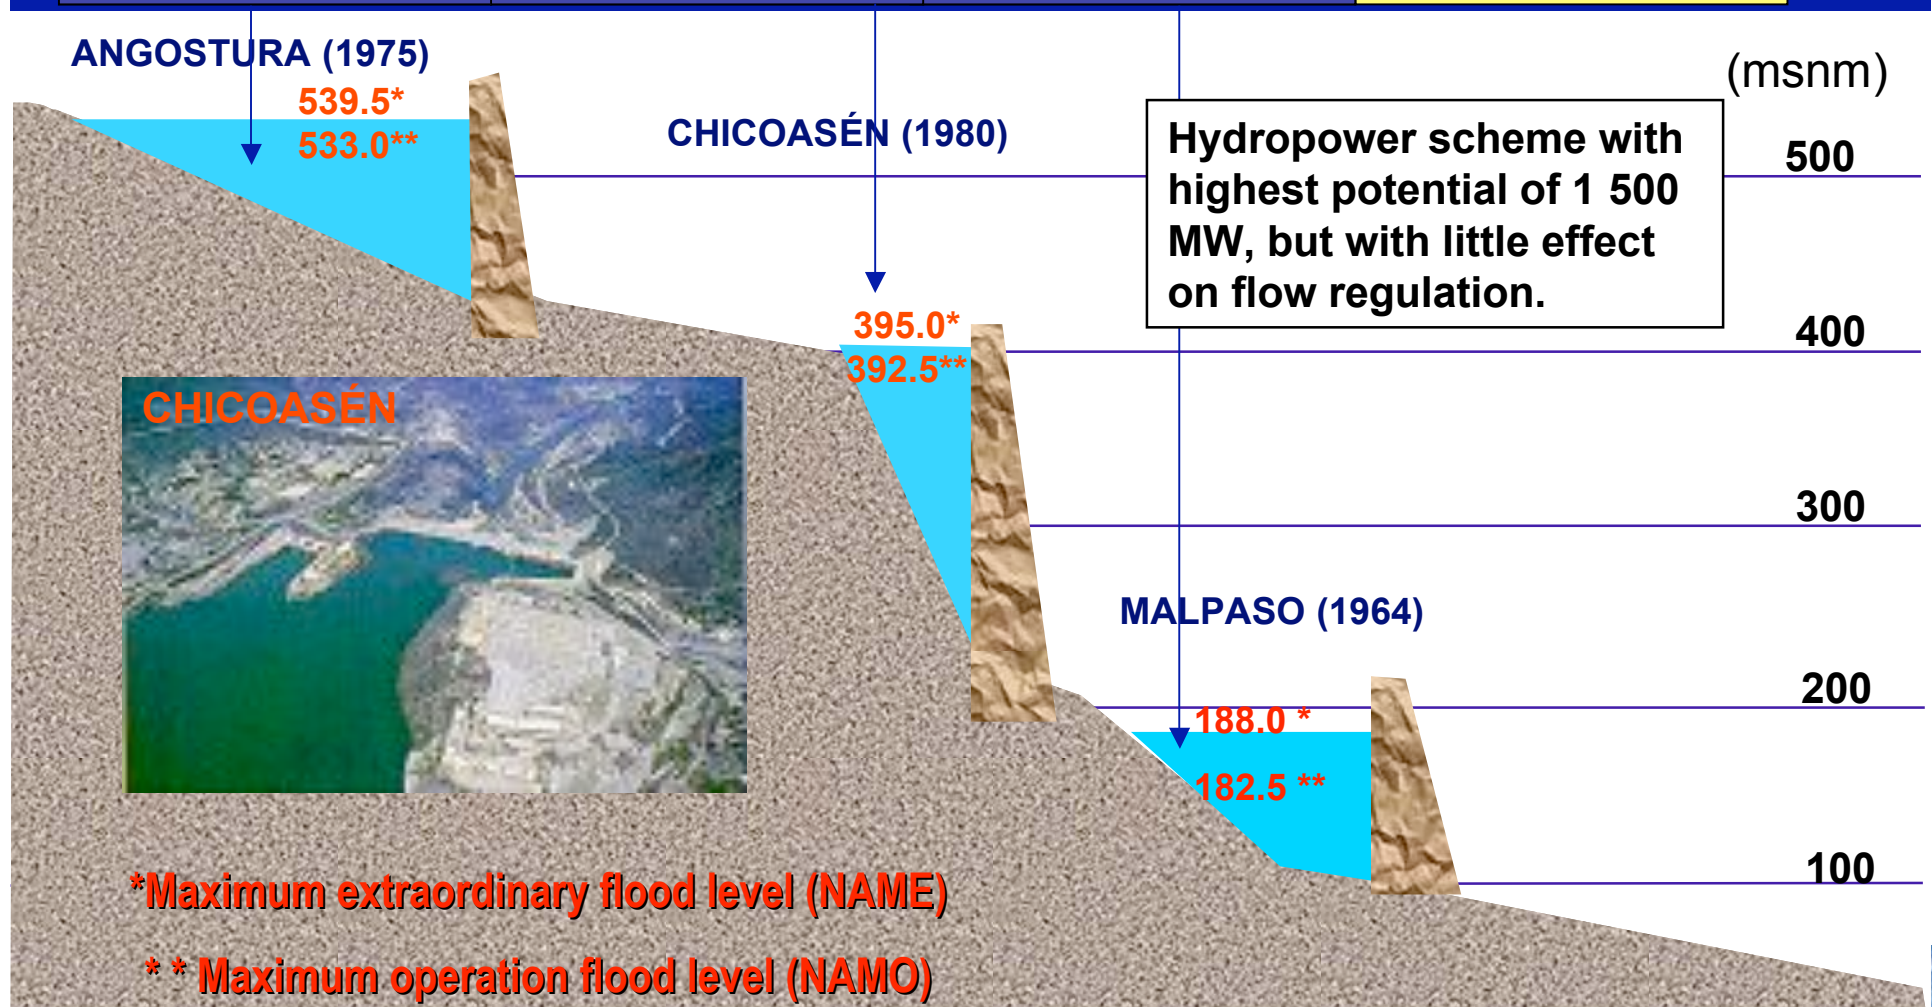 ANGOSTURA (1975)
539.5*
533.0**
(msnm)
CHICOASÉN (1980)
Hydropower scheme with
highest potential of 1 500
MW, but with little effect
on flow regulation.
500
395.0*
392.5**
400
CHICOASÉN
300
MALPASO (1964)
200
188.0 *
182.5 **
100
*Maximum extraordinary flood level (NAME)
* * Maximum operation flood level (NAMO)